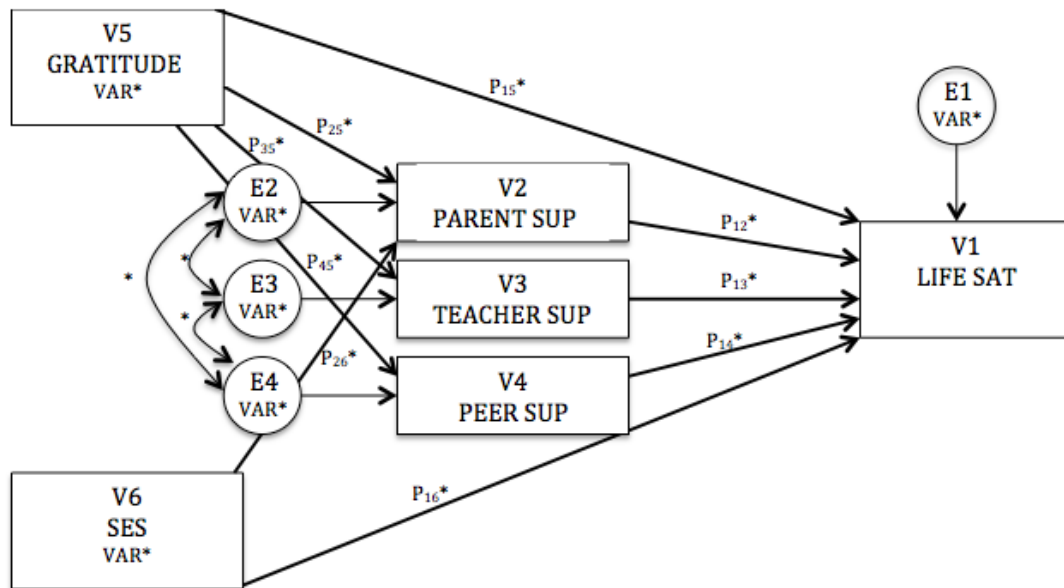 V5
GRATITUDE
VAR*
P₁₅*
E1
VAR*
P₂₅*
P₃₅*
E2
VAR*
V2
PARENT SUP
P₁₂*
V1
LIFE SAT
*
*
P₄₅*
E3
VAR*
V3
TEACHER SUP
P₁₃*
*
P₂₆*
E4
VAR*
V4
PEER SUP
P₁₄*
V6
SES
VAR*
P₁₆*